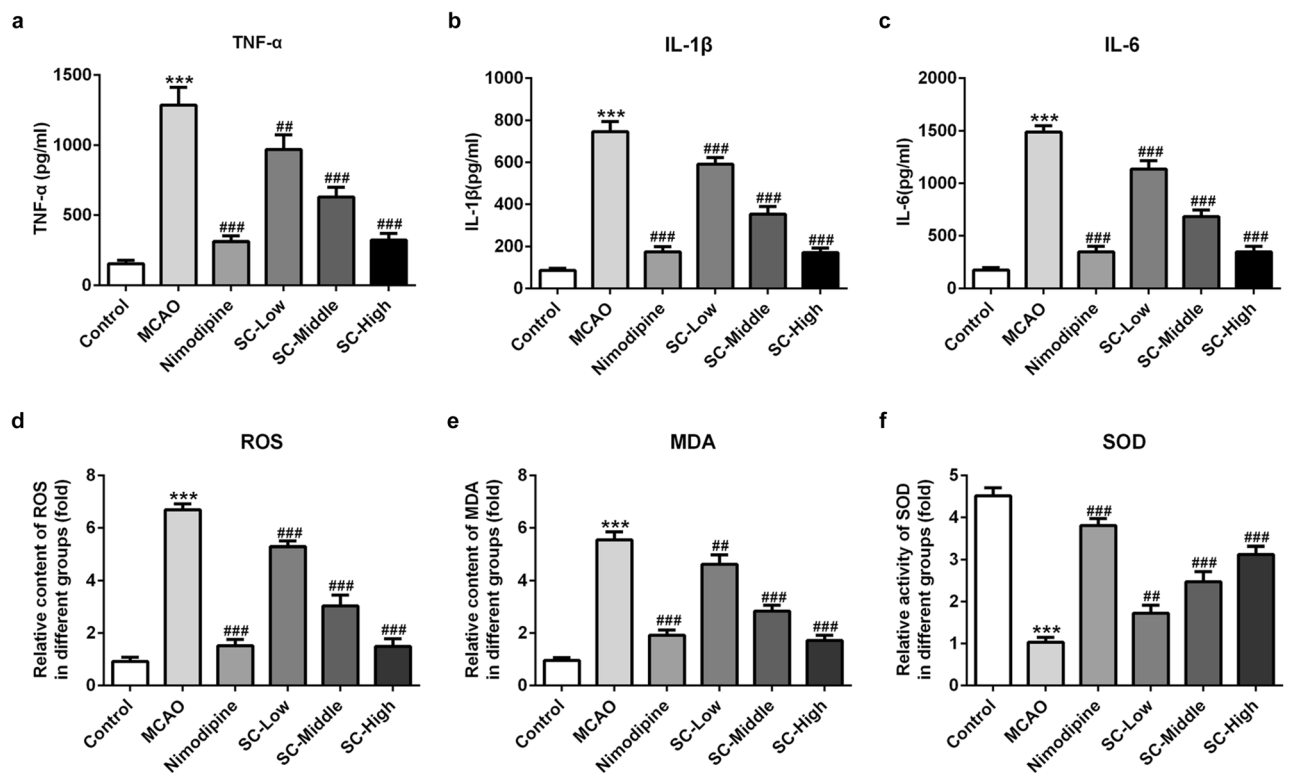 a
TNF-α
TNF-α (pg/ml)
1500
1000
500
0
***
###
##
###
###
Control
MCAO
Nimodipine
SC-Low
SC-Middle
SC-High
b
IL-1β
IL-1β(pg/ml)
1000
800
600
400
200
0
***
###
###
###
###
Control
MCAO
Nimodipine
SC-Low
SC-Middle
SC-High
c
IL-6
IL-6(pg/ml)
2000
1500
1000
500
0
***
###
###
###
###
Control
MCAO
Nimodipine
SC-Low
SC-Middle
SC-High
d
ROS
Relative content of ROS
in different groups (fold)
8
6
4
2
0
***
###
###
###
###
Control
MCAO
Nimodipine
SC-Low
SC-Middle
SC-High
e
MDA
Relative content of MDA
in different groups (fold)
8
6
4
2
0
***
###
##
###
###
Control
MCAO
Nimodipine
SC-Low
SC-Middle
SC-High
f
SOD
Relative activity of SOD
in different groups (fold)
5
4
3
2
1
0
***
###
##
###
###
Control
MCAO
Nimodipine
SC-Low
SC-Middle
SC-High